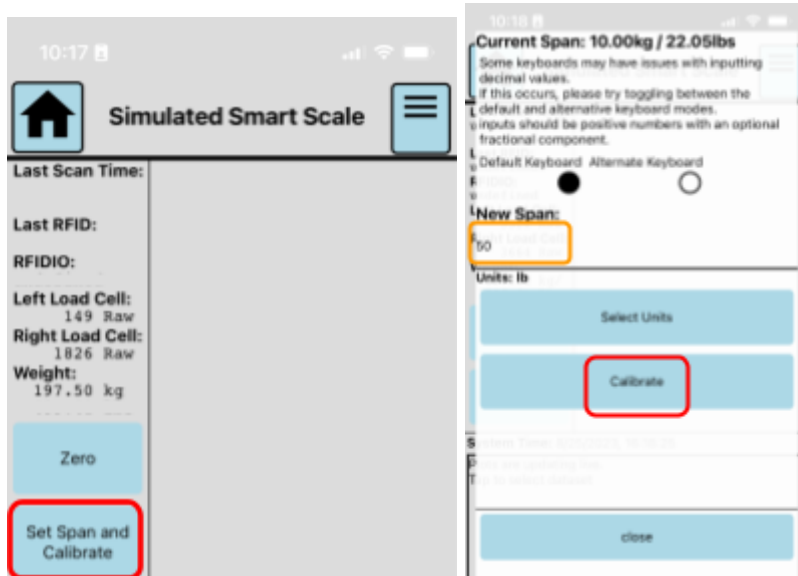 10:17
Simulated Smart Scale
Last Scan Time:
Last RFID:
RFIDIO:
Left Load Cell:
149 Raw
Right Load Cell:
1826 Raw
Weight:
197.50 kg
Zero
Set Span and
Calibrate
10:18
Current Span: 10.00kg / 22.05lbs
Some keyboards may have issues with inputting
decimal values.
If this occurs, please try toggling between the
default and alternative keyboard modes.
inputs should be positive numbers with an optional
fractional component.
Default Keyboard Alternate Keyboard
New Span:
50
Units: lb
Select Units
Calibrate
close